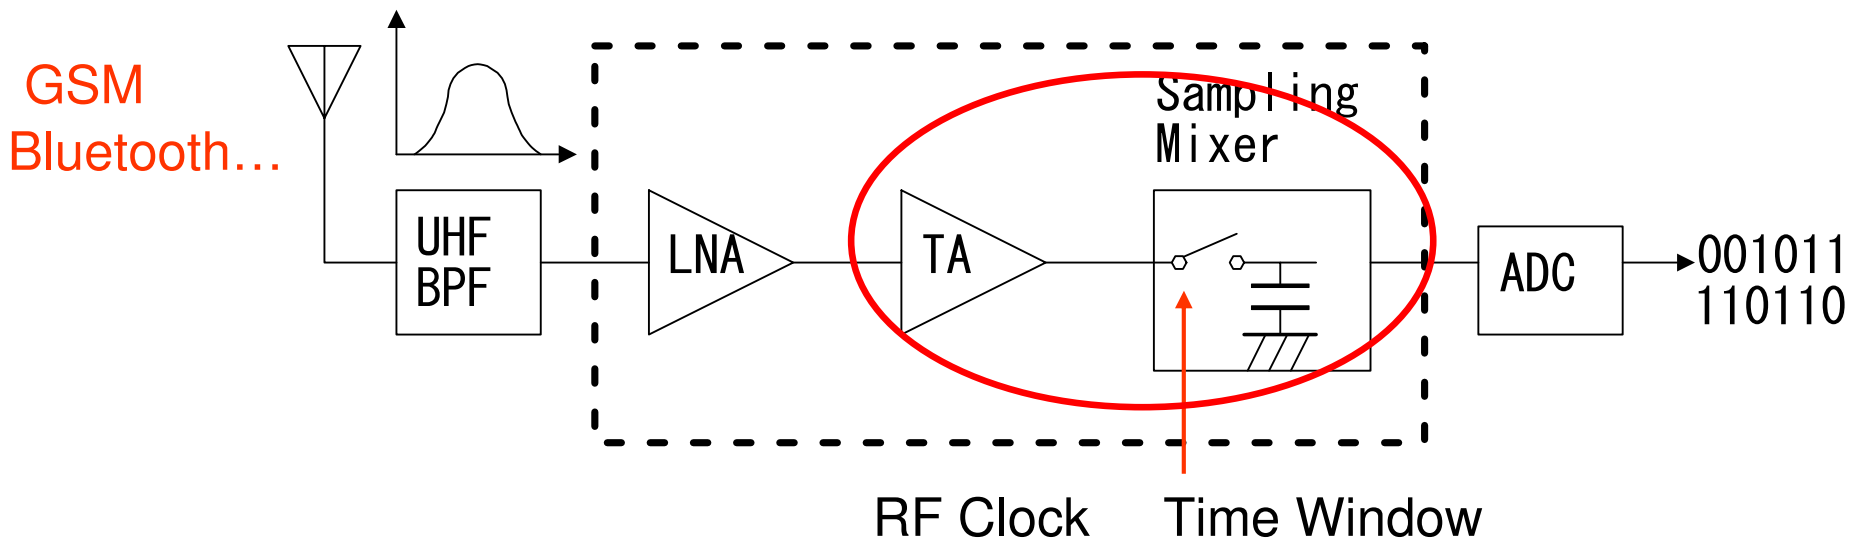 GSM
Bluetooth...
UHF
BPF
LNA
TA
Sampling
Mixer
ADC
001011
110110
RF Clock
Time Window